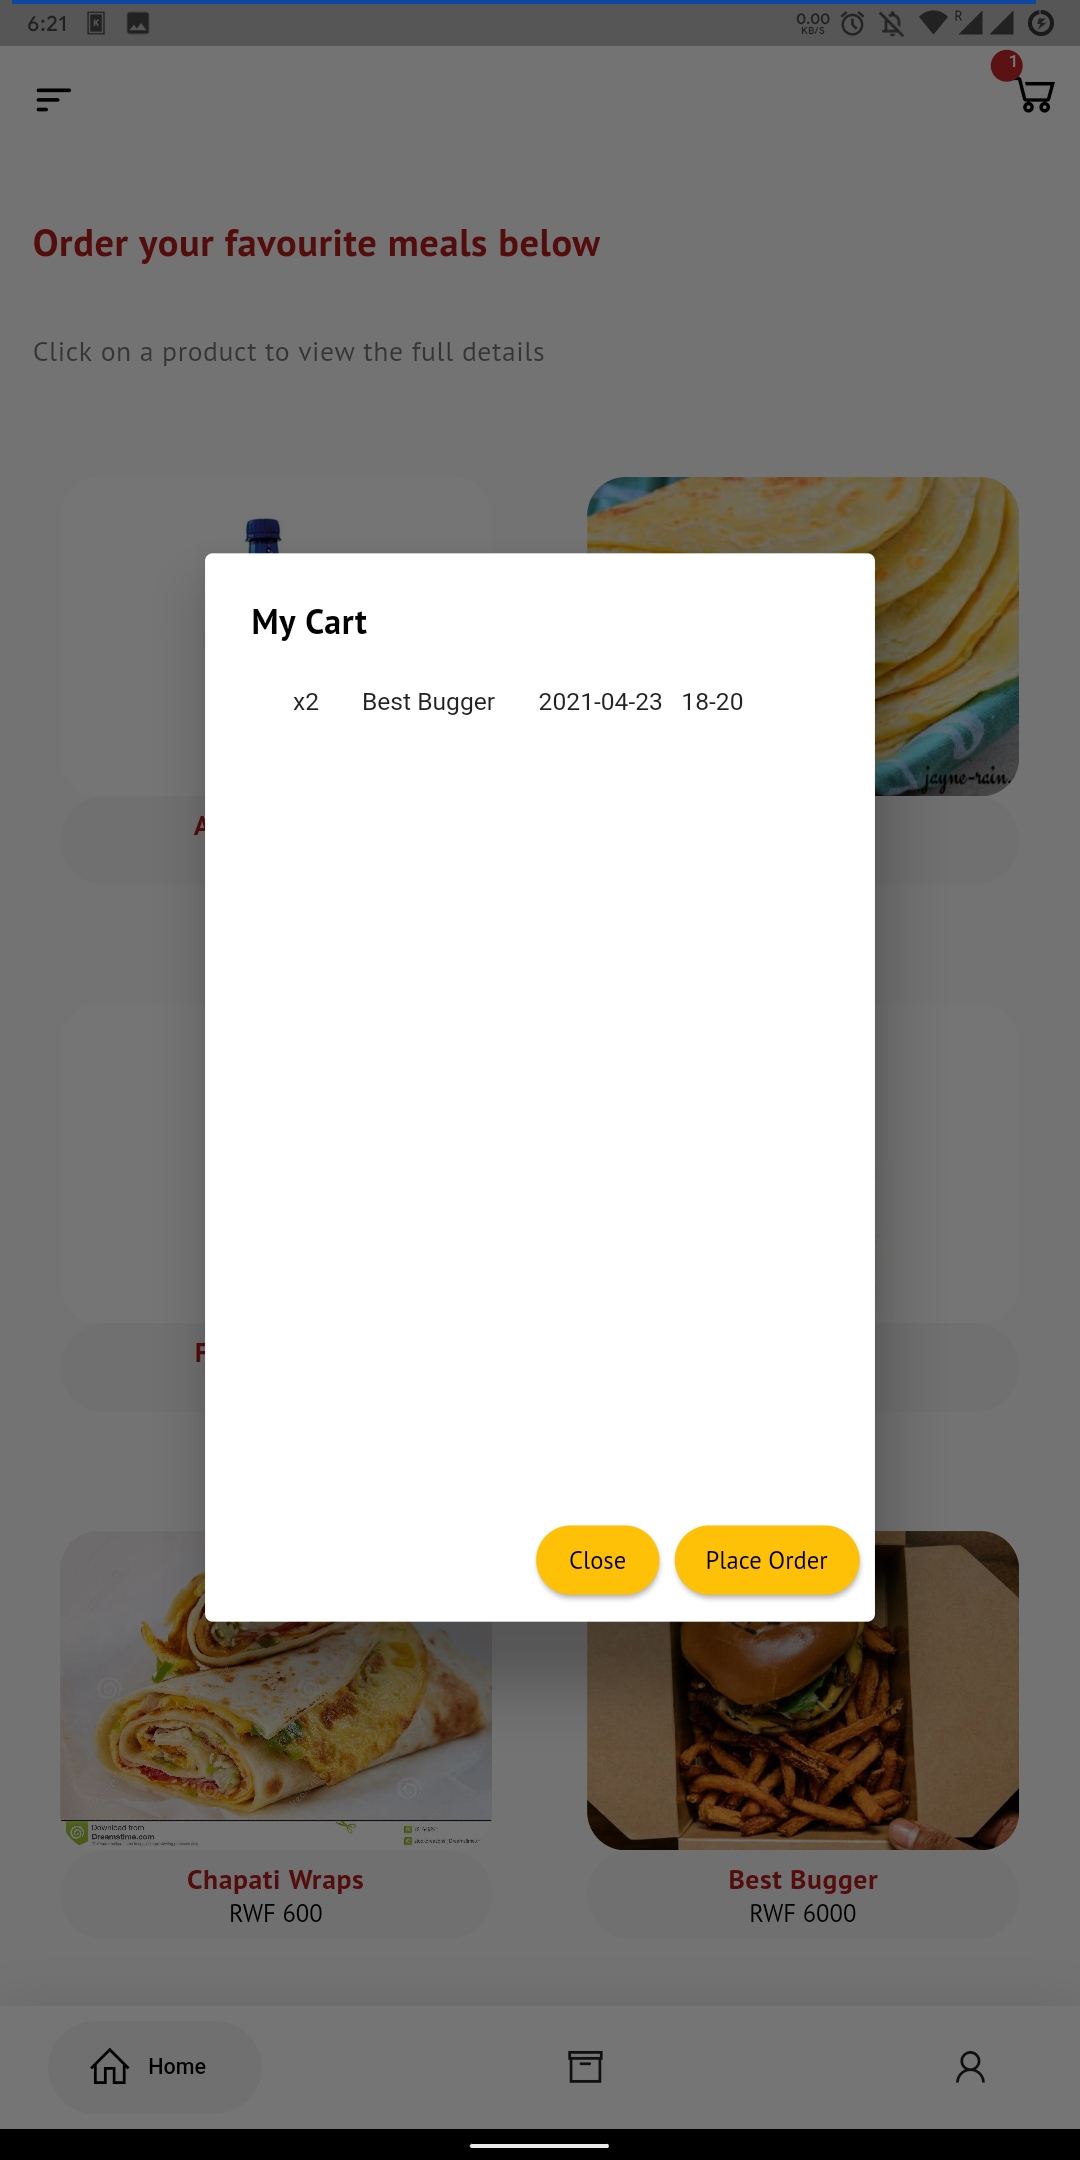 6:21
0.00
KB/S
R
1
Order your favourite meals below
Click on a product to view the full details
jayne-rain.
My Cart
x2 Best Bugger 2021-04-23 18-20
A
F
Close Place Order
Download from
Dreamstime.com
Chapati Wraps
RWF 600
Best Bugger
RWF 6000
Home